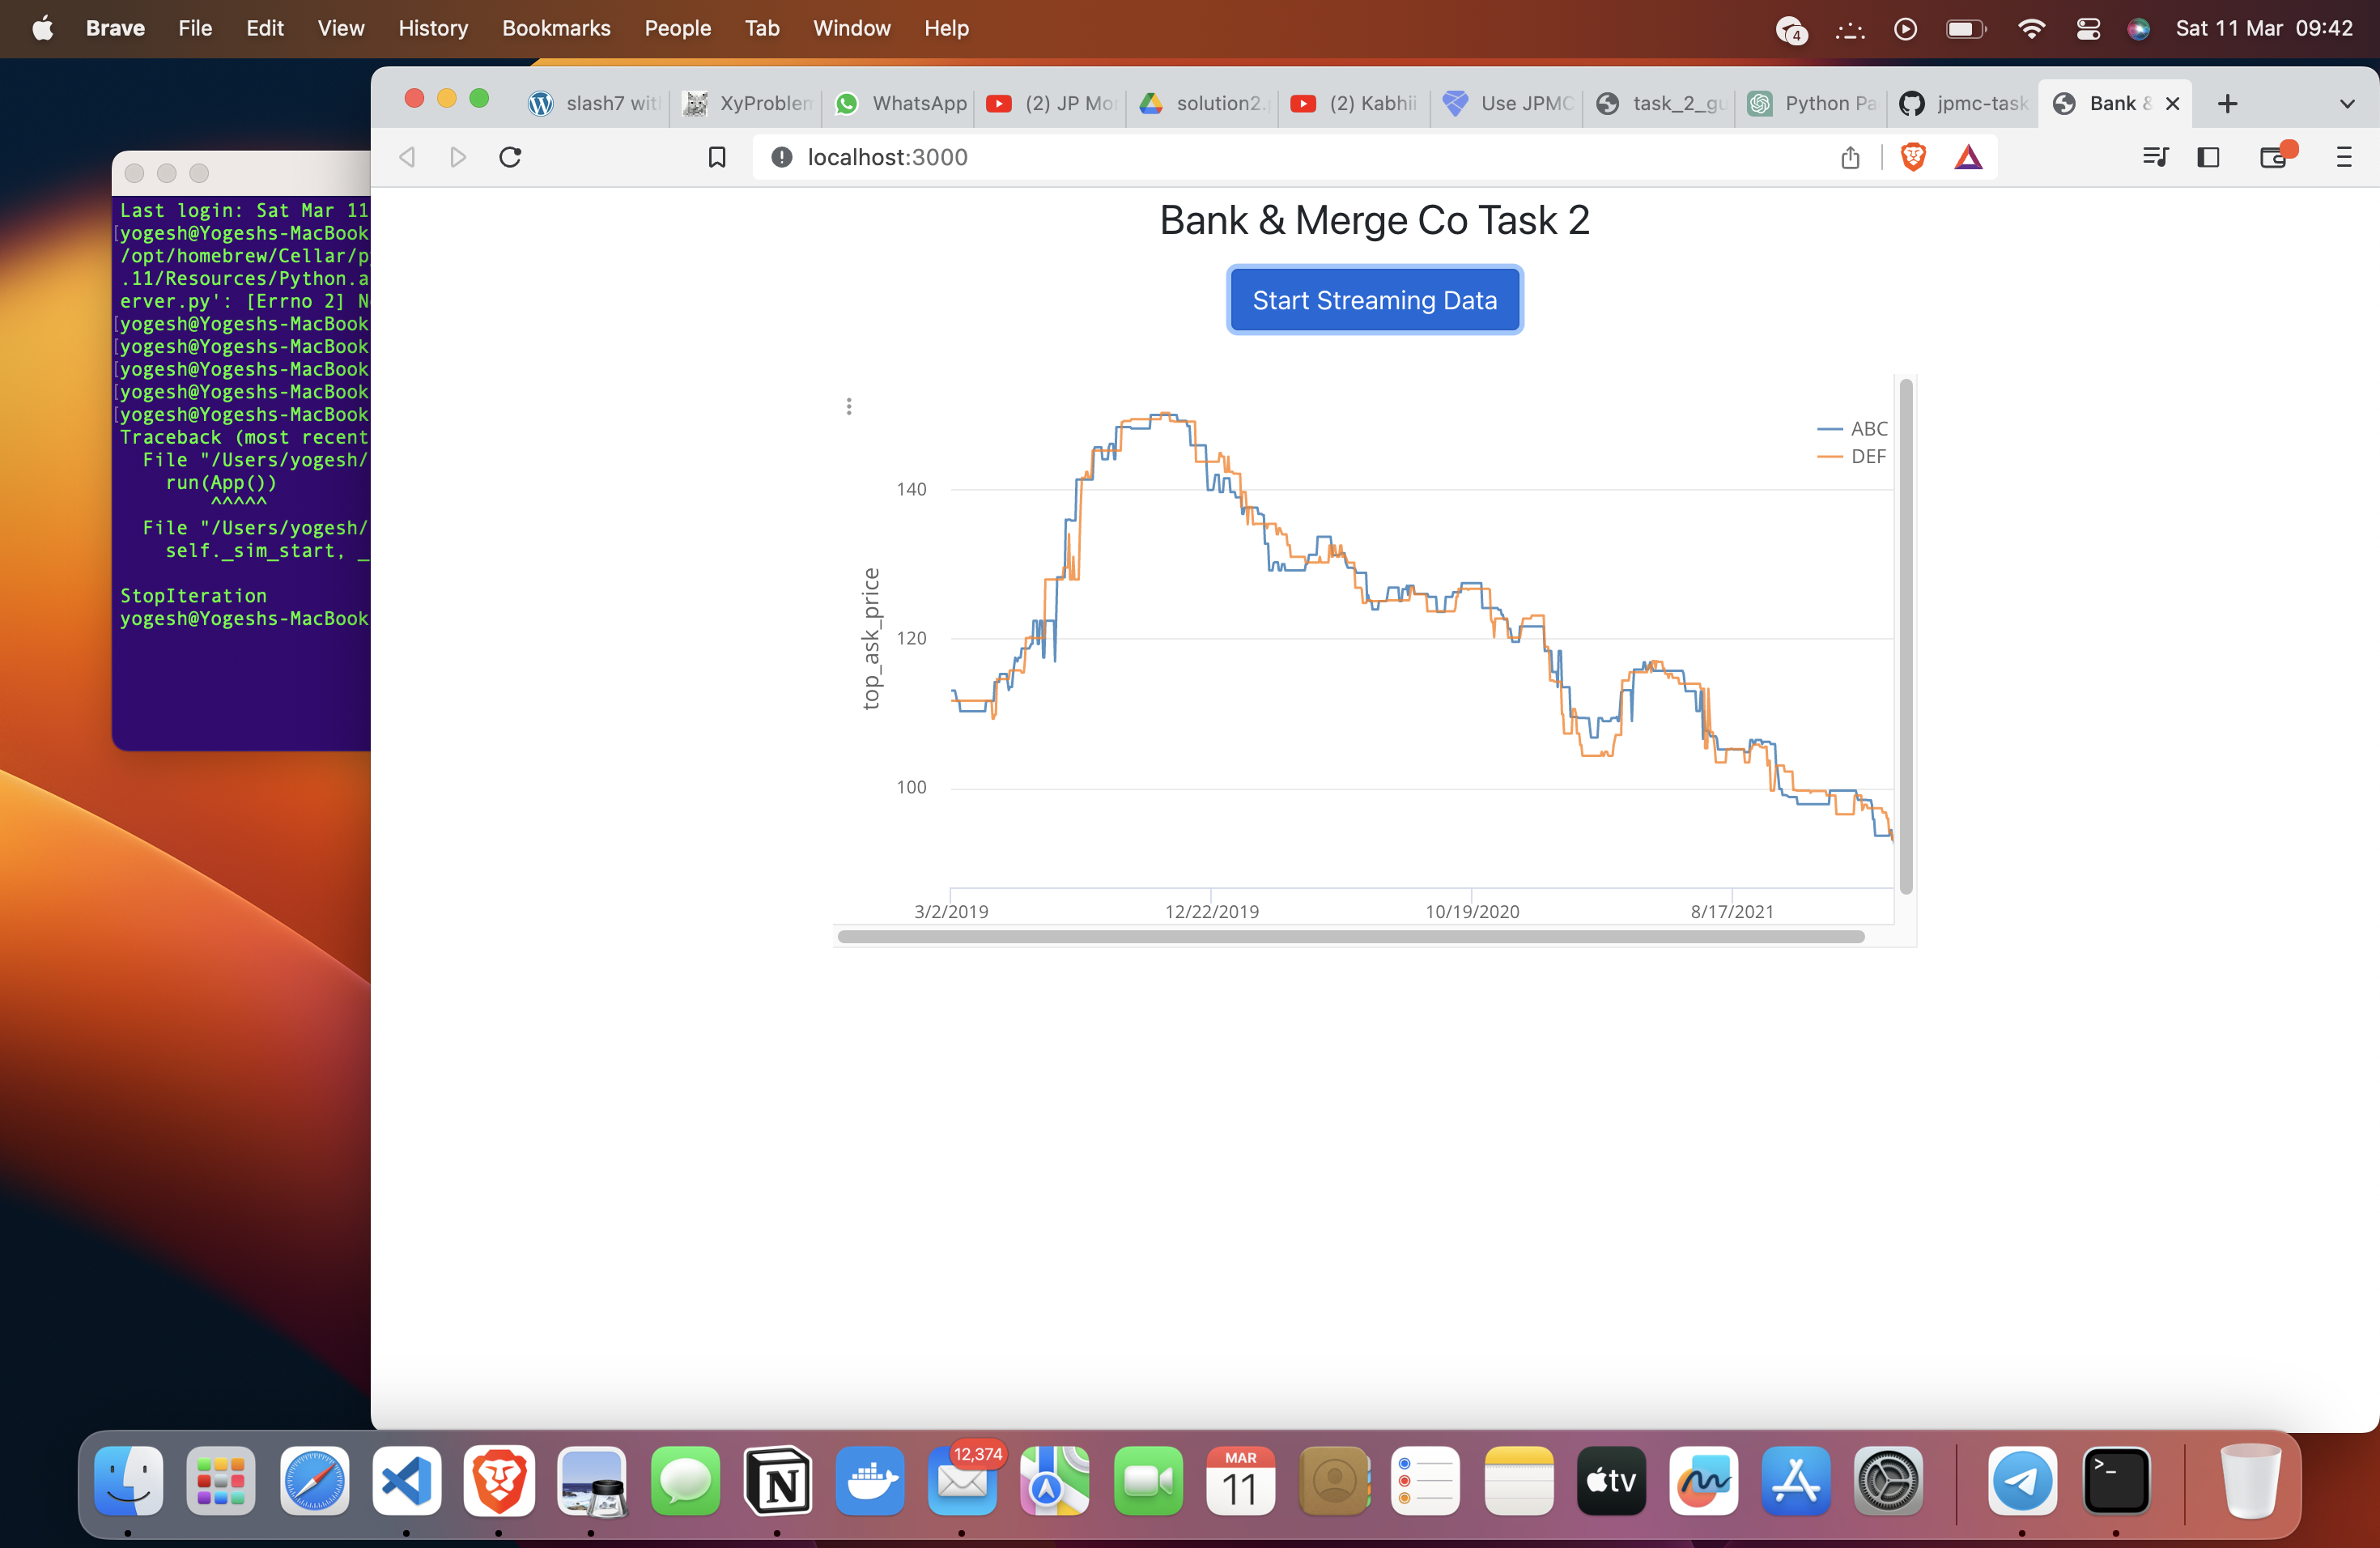 Brave File Edit View History Bookmarks People Tab Window Help 4 Sat 11 Mar 09:42
slash7 wit XyProblem WhatsApp (2) JP Mor solution2. (2) Kabhii Use JPMC task_2_gu Python Pa jpmc-task Bank &
localhost:3000
Last login: Sat Mar 11
[yogesh@Yogeshs-MacBook
/opt/homebrew/Cellar/p
.11/Resources/Python.a
erver.py': [Errno 2] N
[yogesh@Yogeshs-MacBook
[yogesh@Yogeshs-MacBook
[yogesh@Yogeshs-MacBook
[yogesh@Yogeshs-MacBook
[yogesh@Yogeshs-MacBook
Traceback (most recent
File "/Users/yogesh/
run(App())
^^^^^
File "/Users/yogesh/
self._sim_start, _
StopIteration
yogesh@Yogeshs-MacBook
Bank & Merge Co Task 2
Start Streaming Data
ABC
DEF
top_ask_price
140
120
100
3/2/2019 12/22/2019 10/19/2020 8/17/2021
12,374
MAR
11
tv
>_